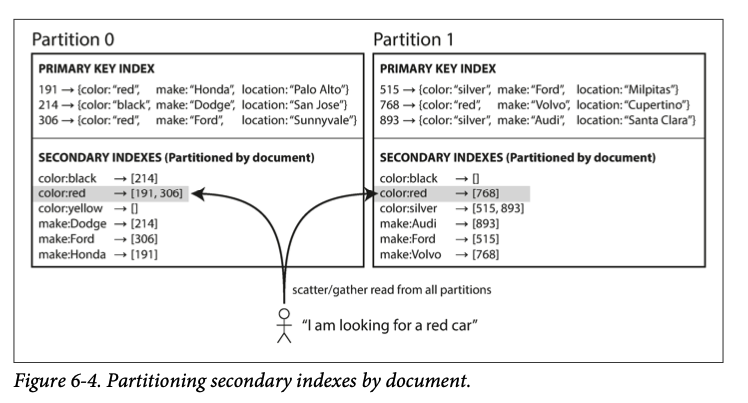 Partition 0
PRIMARY KEY INDEX
191 → {color: “red”, make: “Honda”, location: “Palo Alto”}
214 → {color: “black”, make: “Dodge”, location: “San Jose”}
306 → {color: “red”, make: “Ford”, location: “Sunnyvale”}
SECONDARY INDEXES (Partitioned by document)
color:black → [214]
color:red → [191, 306]
color:yellow → []
make:Dodge → [214]
make:Ford → [306]
make:Honda → [191]
Partition 1
PRIMARY KEY INDEX
515 → {color: “silver”, make: “Ford”, location: “Milpitas”}
768 → {color: “red”, make: “Volvo”, location: “Cupertino”}
893 → {color: “silver”, make: “Audi”, location: “Santa Clara”}
SECONDARY INDEXES (Partitioned by document)
color:black → []
color:red → [768]
color:silver → [515, 893]
make:Audi → [893]
make:Ford → [515]
make:Volvo → [768]
scatter/gather read from all partitions
“I am looking for a red car”
Figure 6-4. Partitioning secondary indexes by document.